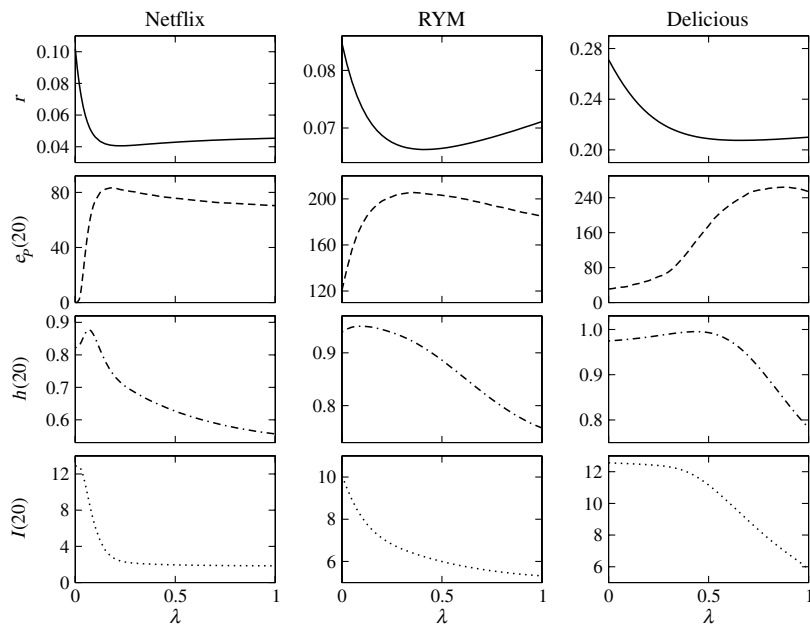 Netflix RYM Delicious
r 0.10 0.08 0.06 0.04
0.08 0.07
0.28 0.24 0.20
e_P(20) 80 40 0
200 160 120
240 160 80 0
h(20) 0.9 0.8 0.7 0.6
0.9 0.8
1.0 0.9 0.8
I(20) 12 8 4 0
10 8 6
12 10 8 6
0 0.5 1 0 0.5 1 0 0.5 1
λ λ λ